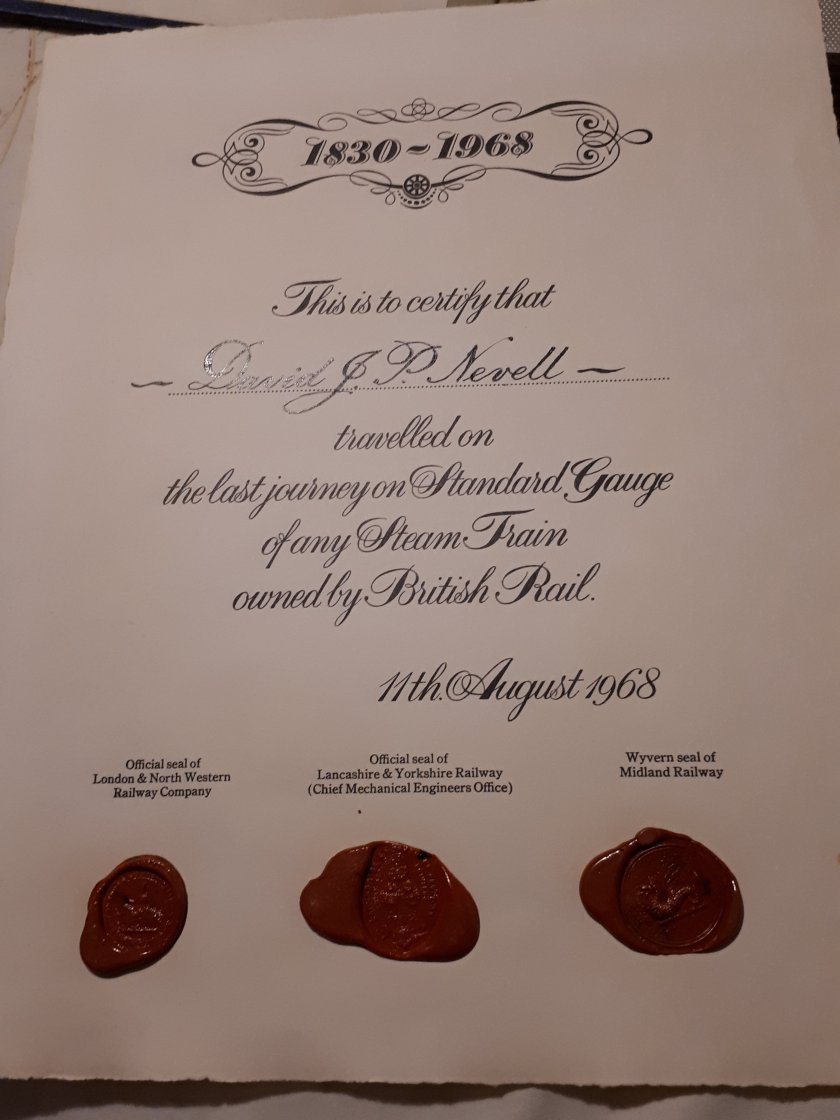 1830~1968
This is to certify that
~ David J. P. Nevell ~
travelled on
the last journey on Standard Gauge
of any Steam Train
owned by British Rail.
11th. August 1968
Official seal of
London & North Western
Railway Company
Official seal of
Lancashire & Yorkshire Railway
(Chief Mechanical Engineers Office)
Wyvern seal of
Midland Railway